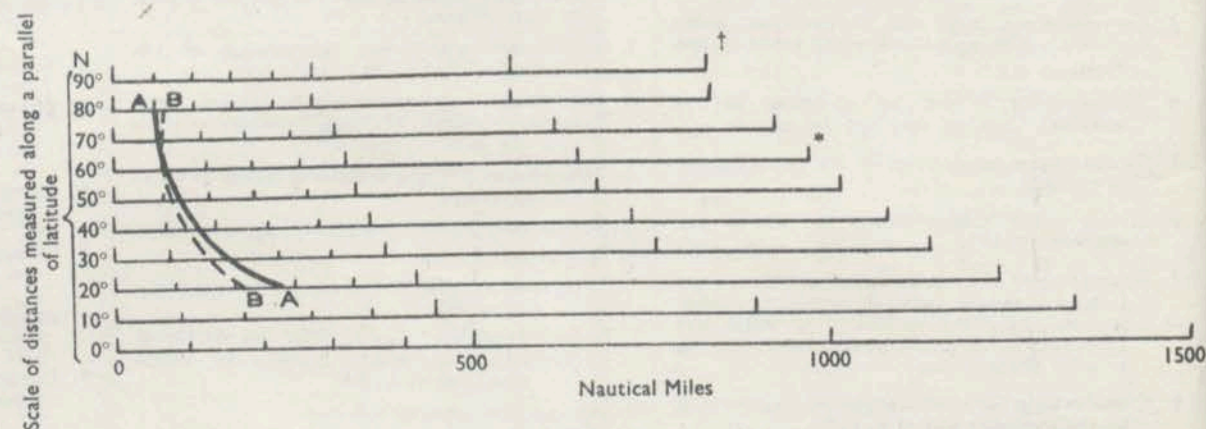 Scale of distances measured along a parallel
of latitude
N
†
90°
A B
80°
70°
*
60°
50°
40°
30°
20°
B A
10°
0°
0 500 1000 1500
Nautical Miles